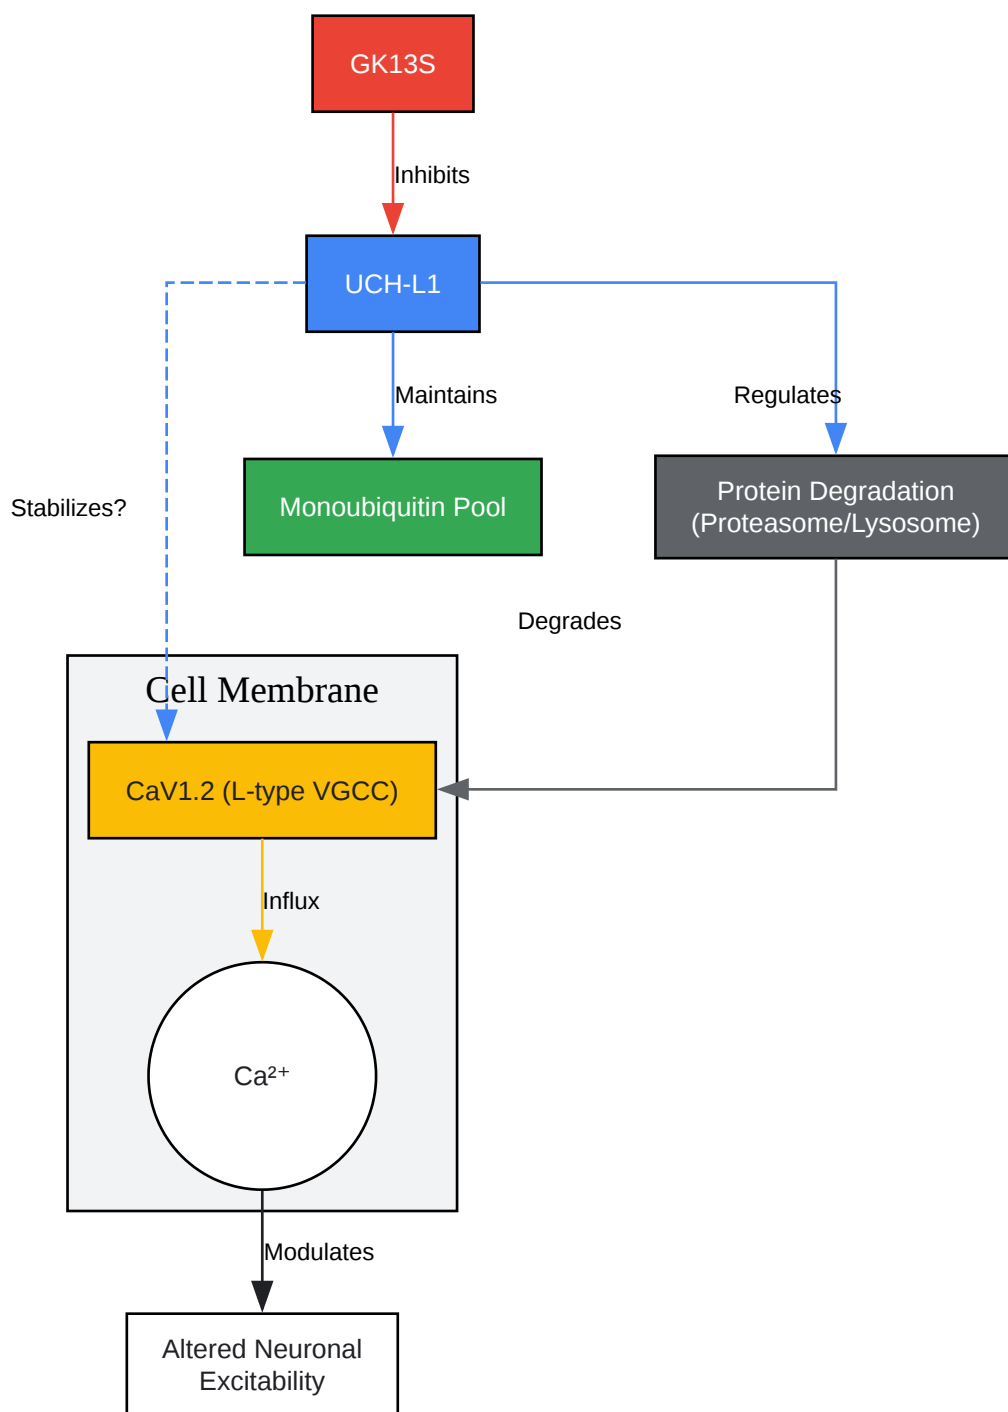 GK13S
Inhibits
UCH-L1
Maintains
Regulates
Monoubiquitin Pool
Protein Degradation
(Proteasome/Lysosome)
Stabilizes?
Degrades
Cell Membrane
CaV1.2 (L-type VGCC)
Influx
Ca²⁺
Modulates
Altered Neuronal
Excitability